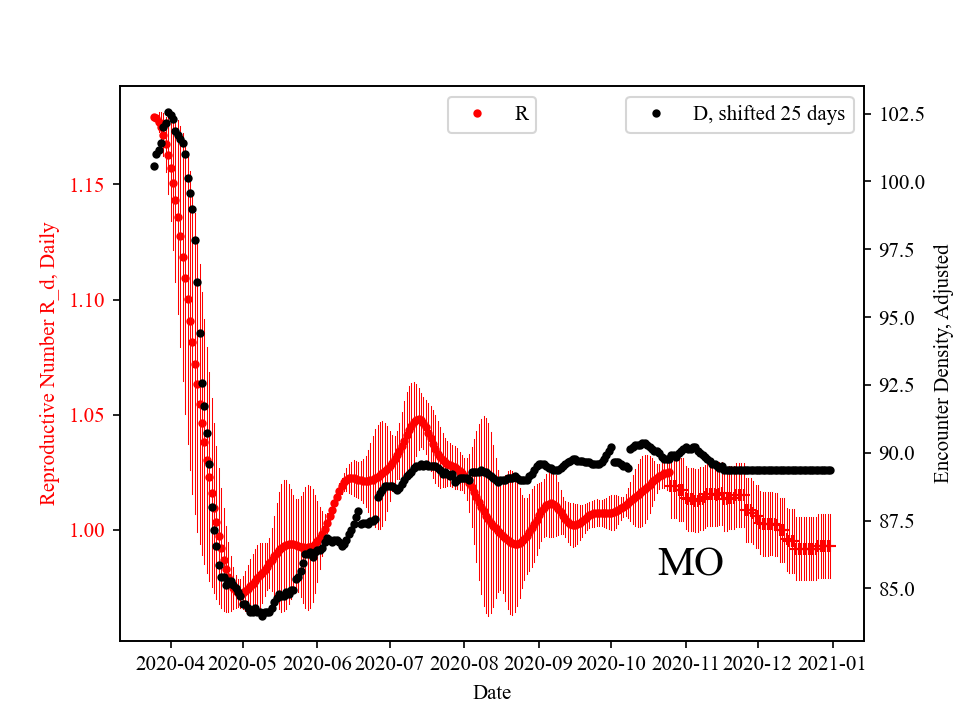 R
D, shifted 25 days
Reproductive Number R_d, Daily
1.15
1.10
1.05
1.00
102.5
100.0
97.5
95.0
92.5
90.0
87.5
85.0
Encounter Density, Adjusted
MO
2020-04 2020-05 2020-06 2020-07 2020-08 2020-09 2020-10 2020-11 2020-12 2021-01
Date